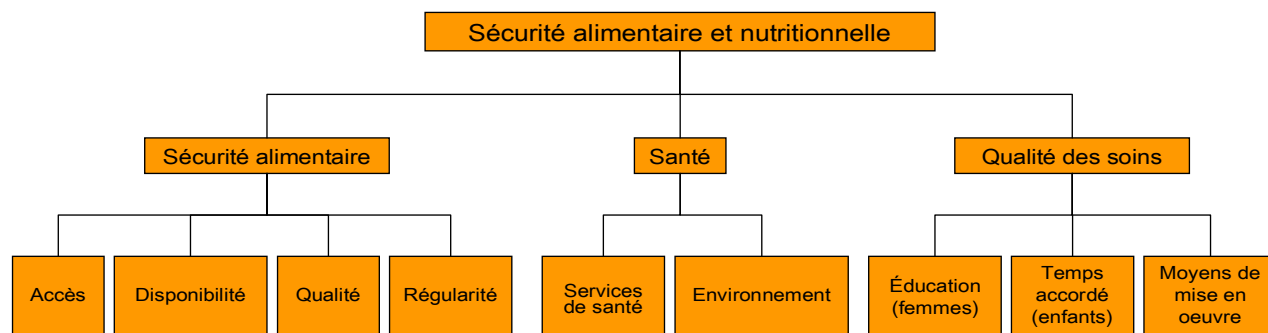 Sécurité alimentaire et nutritionnelle
Sécurité alimentaire
Santé
Qualité des soins
Accès
Disponibilité
Qualité
Régularité
Services
de santé
Environnement
Éducation
(femmes)
Temps
accordé
(enfants)
Moyens de
mise en
oeuvre